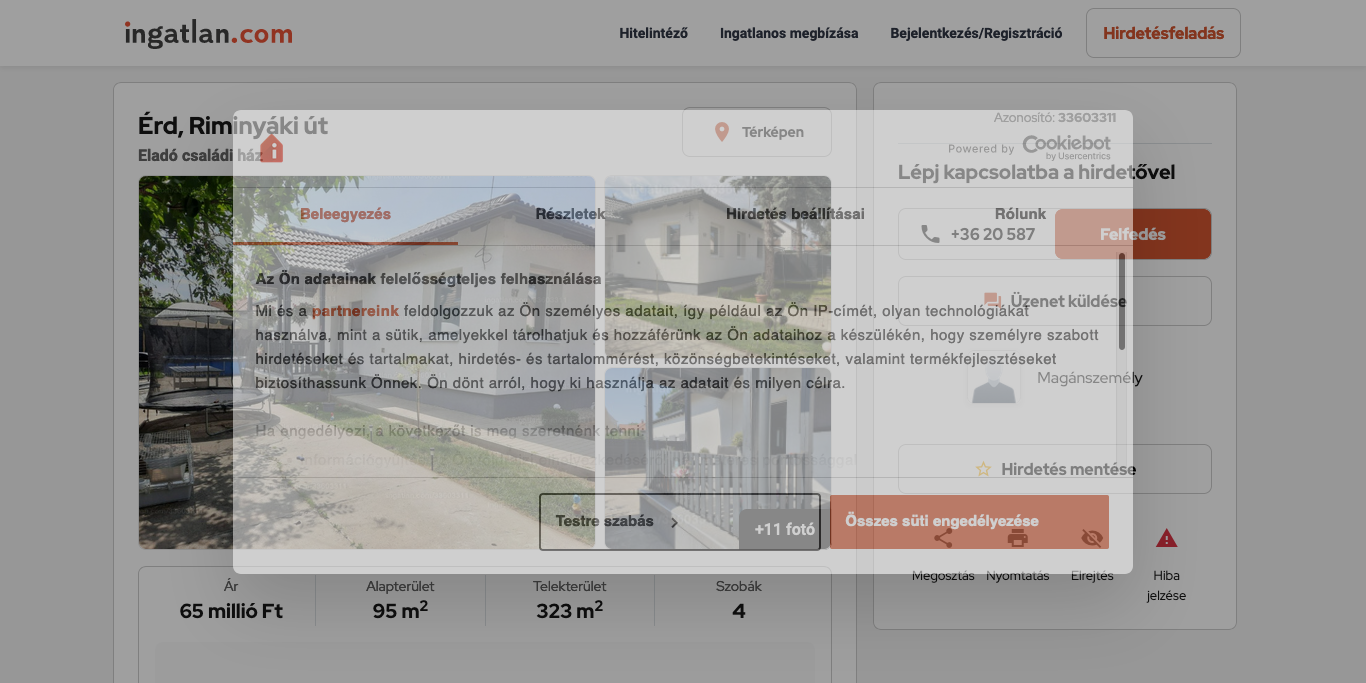 ingatlan.com
Hitelintéző
Ingatlanos megbízása
Bejelentkezés/Regisztráció
Hirdetésfeladás
Érd, Riminyáki út
Eladó családi ház
Térképen
Azonosító: 33603311
Powered by Cookiebot
by Usercentrics
Lépj kapcsolatba a hirdetővel
Beleegyezés
Részletek
Hirdetés beállításai
Rólunk
+36 20 587
Felfedés
Az Ön adatainak felelősségteljes felhasználása
Mi és a partnereink feldolgozzuk az Ön személyes adatait, így például az Ön IP-címét, olyan technológiákat
használva, mint a sütik, amelyekkel tárolhatjuk és hozzáférünk az Ön adataihoz a készülékén, hogy személyre szabott
hirdetéseket és tartalmakat, hirdetés- és tartalommérést, közönségbetekintéseket, valamint termékfejlesztéseket
biztosíthassunk Önnek. Ön dönt arról, hogy ki használja az adatait és milyen célra.
Üzenet küldése
Magánszemély
Ha engedélyezi, a következőt is meg szeretnénk tenni:
Hirdetés mentése
Testre szabás
+11 fotó
Összes süti engedélyezése
Megosztás
Nyomtatás
Elrejtés
Hiba
jelzése
Ár
Alapterület
Telekterület
Szobák
65 millió Ft
95 m²
323 m²
4